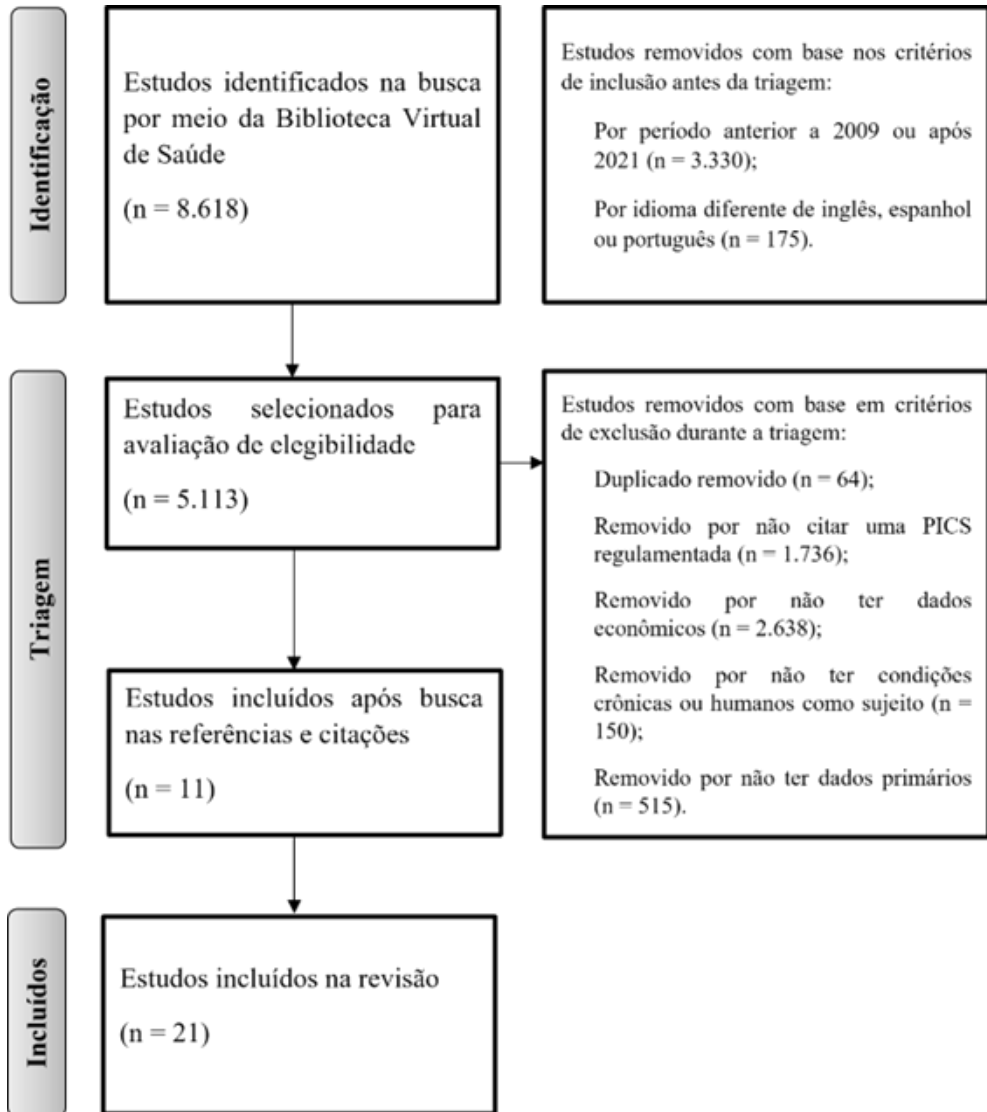 Identificação
Estudos identificados na busca
por meio da Biblioteca Virtual
de Saúde
(n = 8.618)
Estudos removidos com base nos critérios
de inclusão antes da triagem:
Por período anterior a 2009 ou após
2021 (n = 3.330);
Por idioma diferente de inglês, espanhol
ou português (n = 175).
Triagem
Estudos selecionados para
avaliação de elegibilidade
(n = 5.113)
Estudos removidos com base em critérios
de exclusão durante a triagem:
Duplicado removido (n = 64);
Removido por não citar uma PICS
regulamentada (n = 1.736);
Removido por não ter dados
econômicos (n = 2.638);
Removido por não ter condições
crônicas ou humanos como sujeito (n =
150);
Removido por não ter dados primários
(n = 515).
Estudos incluídos após busca
nas referências e citações
(n = 11)
Incluídos
Estudos incluídos na revisão
(n = 21)